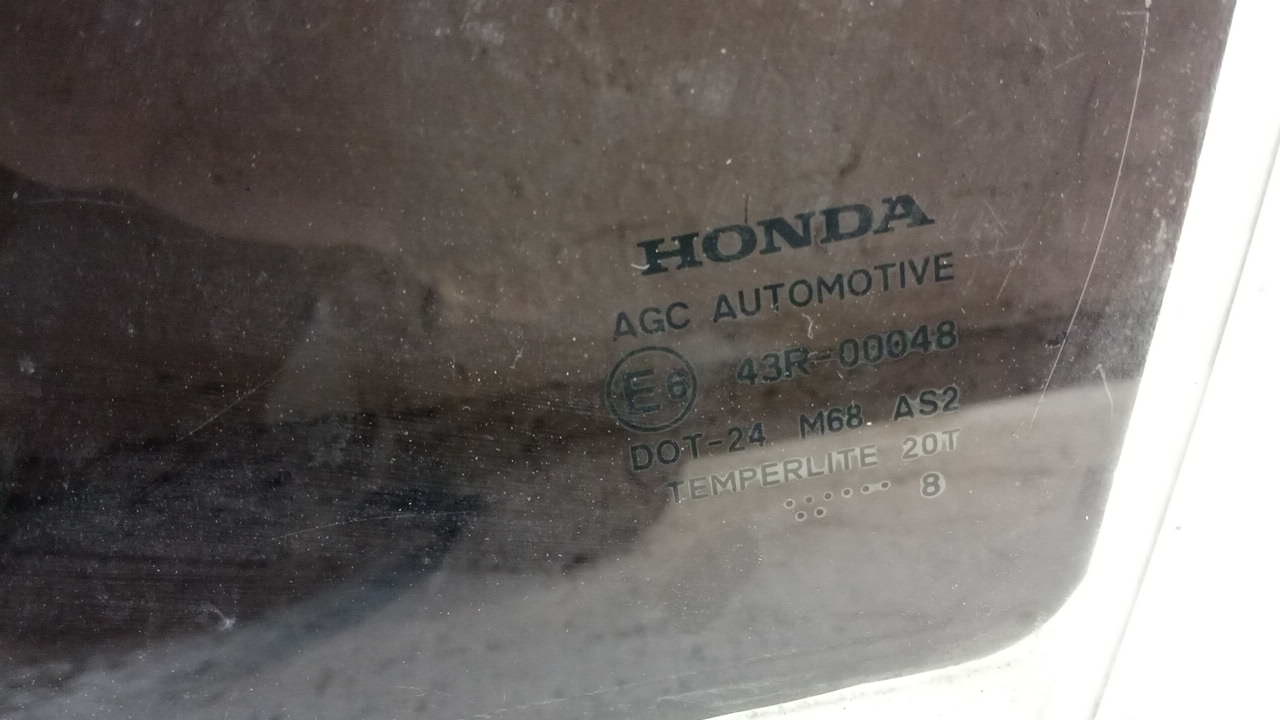 HONDA
AGC AUTOMOTIVE
E6 43R-00048
DOT-24 M68 AS2
TEMPERLITE 20T
8